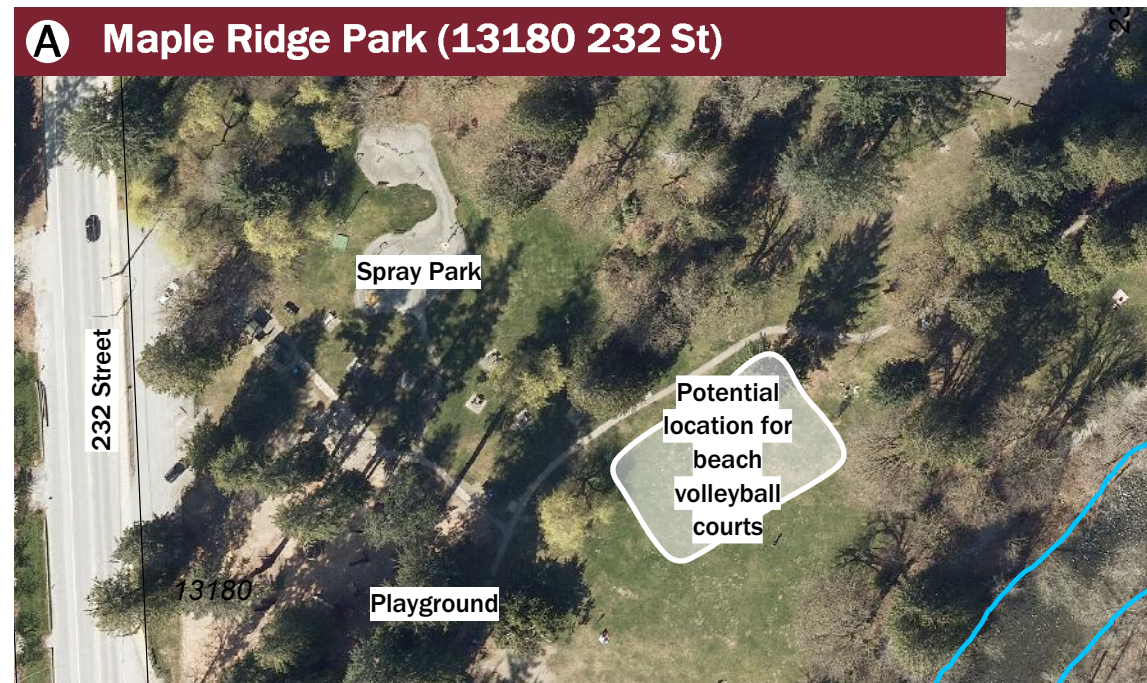 A Maple Ridge Park (13180 232 St)
Spray Park
232 Street
Potential
location for
beach
volleyball
courts
13180
Playground